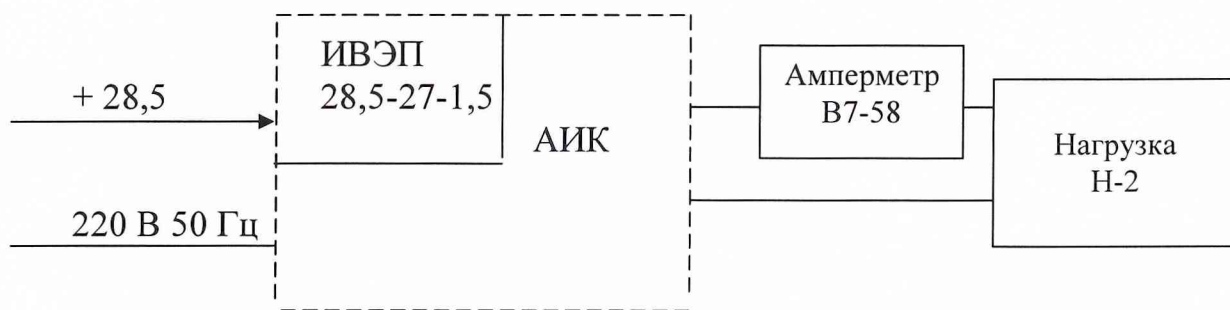 + 28,5
220 В 50 Гц
ИВЭП
28,5-27-1,5
АИК
Амперметр
В7-58
Нагрузка
Н-2